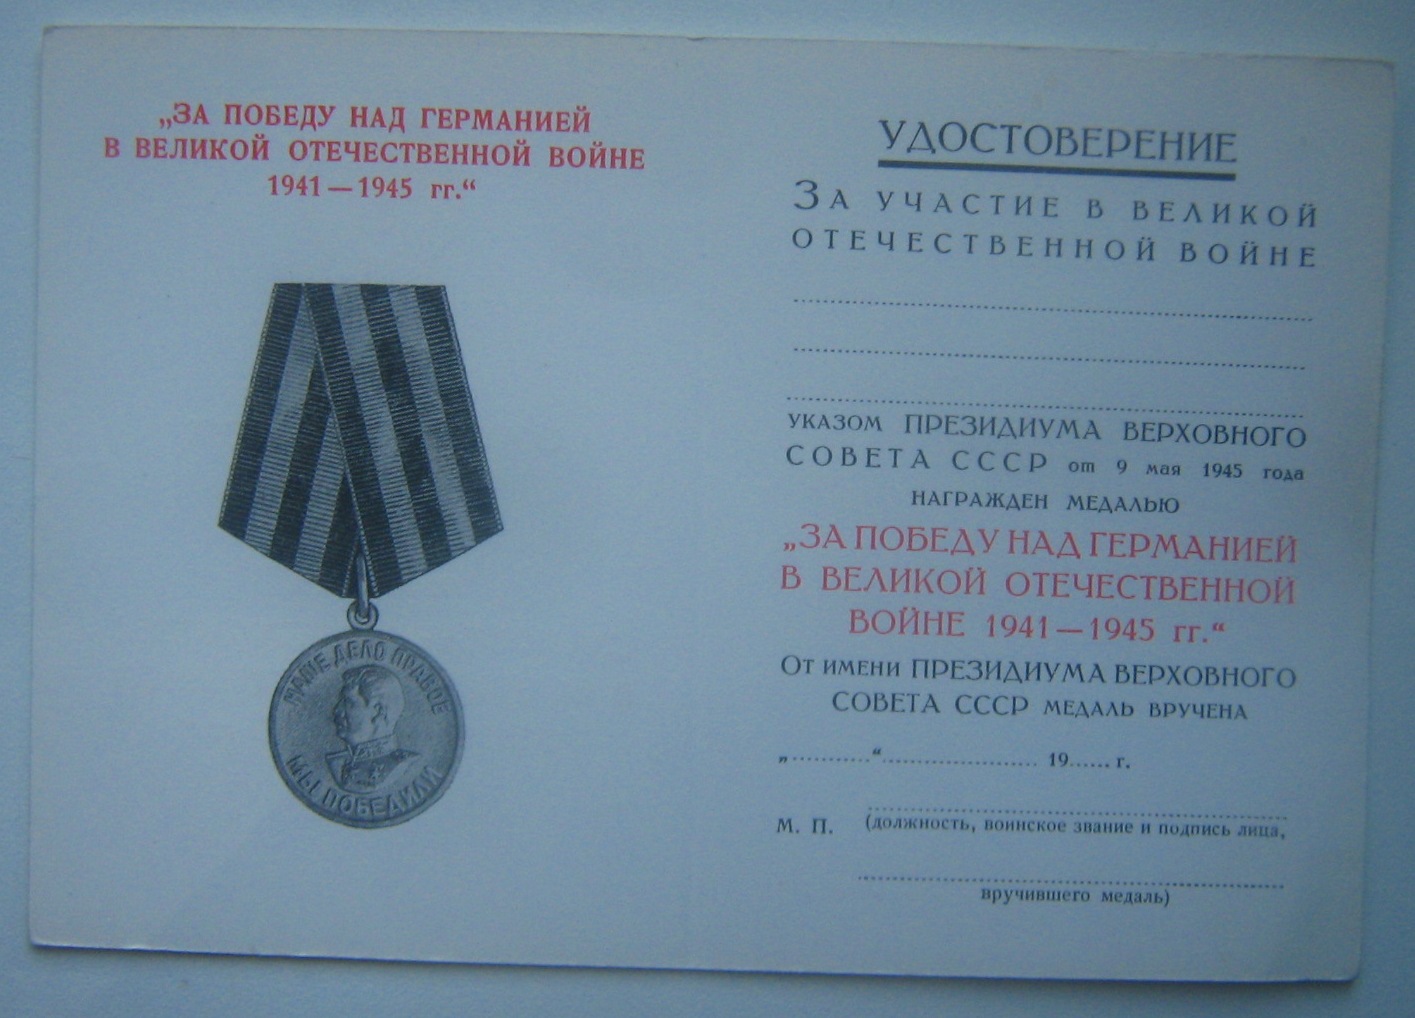 „ЗА ПОБЕДУ НАД ГЕРМАНИЕЙ
В ВЕЛИКОЙ ОТЕЧЕСТВЕННОЙ ВОЙНЕ
1941—1945 гг.“
НАШЕ ДЕЛО ПРАВОЕ
МЫ ПОБЕДИЛИ
УДОСТОВЕРЕНИЕ
ЗА УЧАСТИЕ В ВЕЛИКОЙ
ОТЕЧЕСТВЕННОЙ ВОЙНЕ
УКАЗОМ ПРЕЗИДИУМА ВЕРХОВНОГО
СОВЕТА СССР от 9 мая 1945 года
НАГРАЖДЕН МЕДАЛЬЮ
„ЗА ПОБЕДУ НАД ГЕРМАНИЕЙ
В ВЕЛИКОЙ ОТЕЧЕСТВЕННОЙ
ВОЙНЕ 1941—1945 гг.“
ОТ ИМЕНИ ПРЕЗИДИУМА ВЕРХОВНОГО
СОВЕТА СССР МЕДАЛЬ ВРУЧЕНА
„...........“...................... 19...... г.
М. П. (должность, воинское звание и подпись лица,
вручившего медаль)